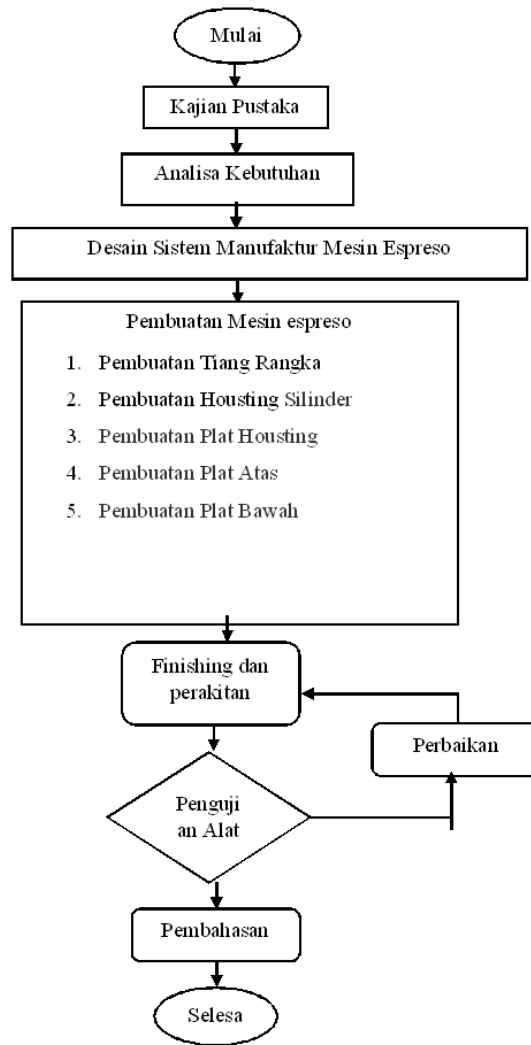 Mulai
Kajian Pustaka
Analisa Kebutuhan
Desain Sistem Manufaktur Mesin Espreso
Pembuatan Mesin espreso
1. Pembuatan Tiang Rangka
2. Pembuatan Housting Silinder
3. Pembuatan Plat Housting
4. Pembuatan Plat Atas
5. Pembuatan Plat Bawah
Finishing dan
perakitan
Perbaikan
Penguji
an Alat
Pembahasan
Selesa